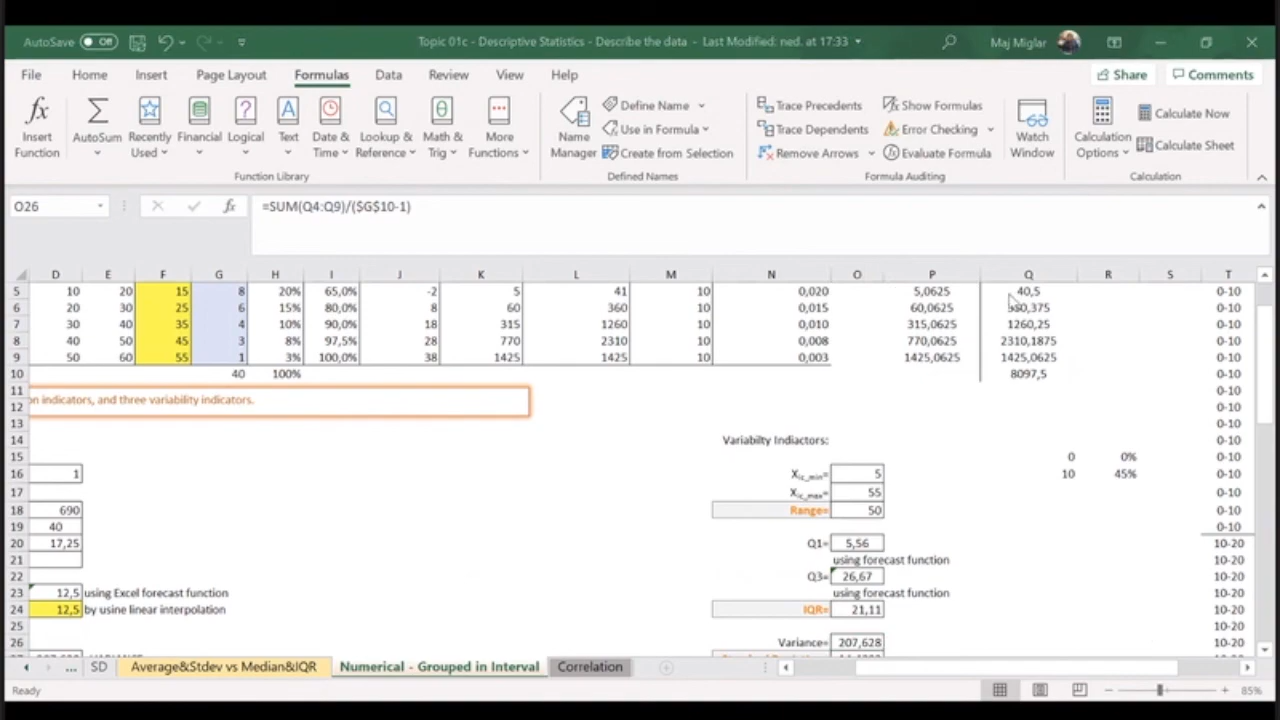 AutoSave Off Topic 01c - Descriptive Statistics - Describe the data - Last Modified: ned. at 17:33 Maj Miglar
File Home Insert Page Layout Formulas Data Review View Help Share Comments
Insert Function AutoSum Recently Used Financial Logical Text Date & Time Lookup & Reference Math & Trig More Functions
Function Library
Name Manager Define Name Use in Formula Create from Selection
Defined Names
Trace Precedents Trace Dependents Remove Arrows Show Formulas Error Checking Evaluate Formula Watch Window
Formula Auditing
Calculation Options Calculate Now Calculate Sheet
Calculation
O26 fx =SUM(Q4:Q9)/($G$10-1)
D E F G H I J K L M N O P Q R S T
5 10 20 15 8 20% 65,0% -2 5 41 10 0,020 5,0625 40,5 0-10
6 20 30 25 6 15% 80,0% 8 60 360 10 0,015 60,0625 0-10
7 30 40 35 4 10% 90,0% 18 315 1260 10 0,010 315,0625 1260,25 0-10
8 40 50 45 3 8% 97,5% 28 770 2310 10 0,008 770,0625 2310,1875 0-10
9 50 60 55 1 3% 100,0% 38 1425 1425 10 0,003 1425,0625 1425,0625 0-10
10 40 100% 8097,5 0-10
11 0-10
n indicators, and three variability indicators.
12 0-10
13 0-10
14 Variabilty Indiactors: 0-10
15 0 0% 0-10
16 1 Xic_min= 5 10 45% 0-10
17 Xic_max= 55 0-10
18 690 Range= 50 0-10
19 40 0-10
20 17,25 Q1= 5,56 10-20
21 using forecast function 10-20
22 Q3= 26,67 10-20
23 12,5 using Excel forecast function using forecast function 10-20
24 12,5 by usine linear interpolation IQR= 21,11 10-20
25 10-20
26 Variance= 207,628 10-20
... SD Average&Stdev vs Median&IQR Numerical - Grouped in Interval Correlation
Ready 85%